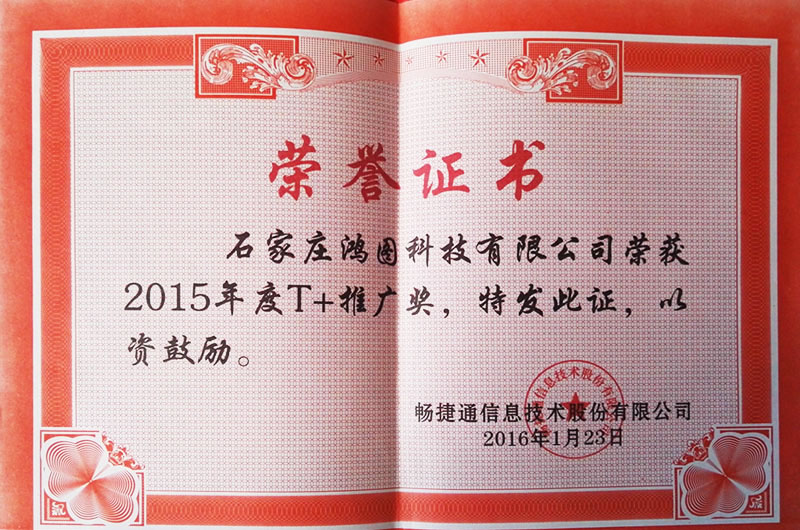 荣誉证书
石家庄鸿图科技有限公司荣获
2015年度T+推广奖，特发此证，以
资鼓励。
畅捷通信息技术股份有限公司
2016年1月23日